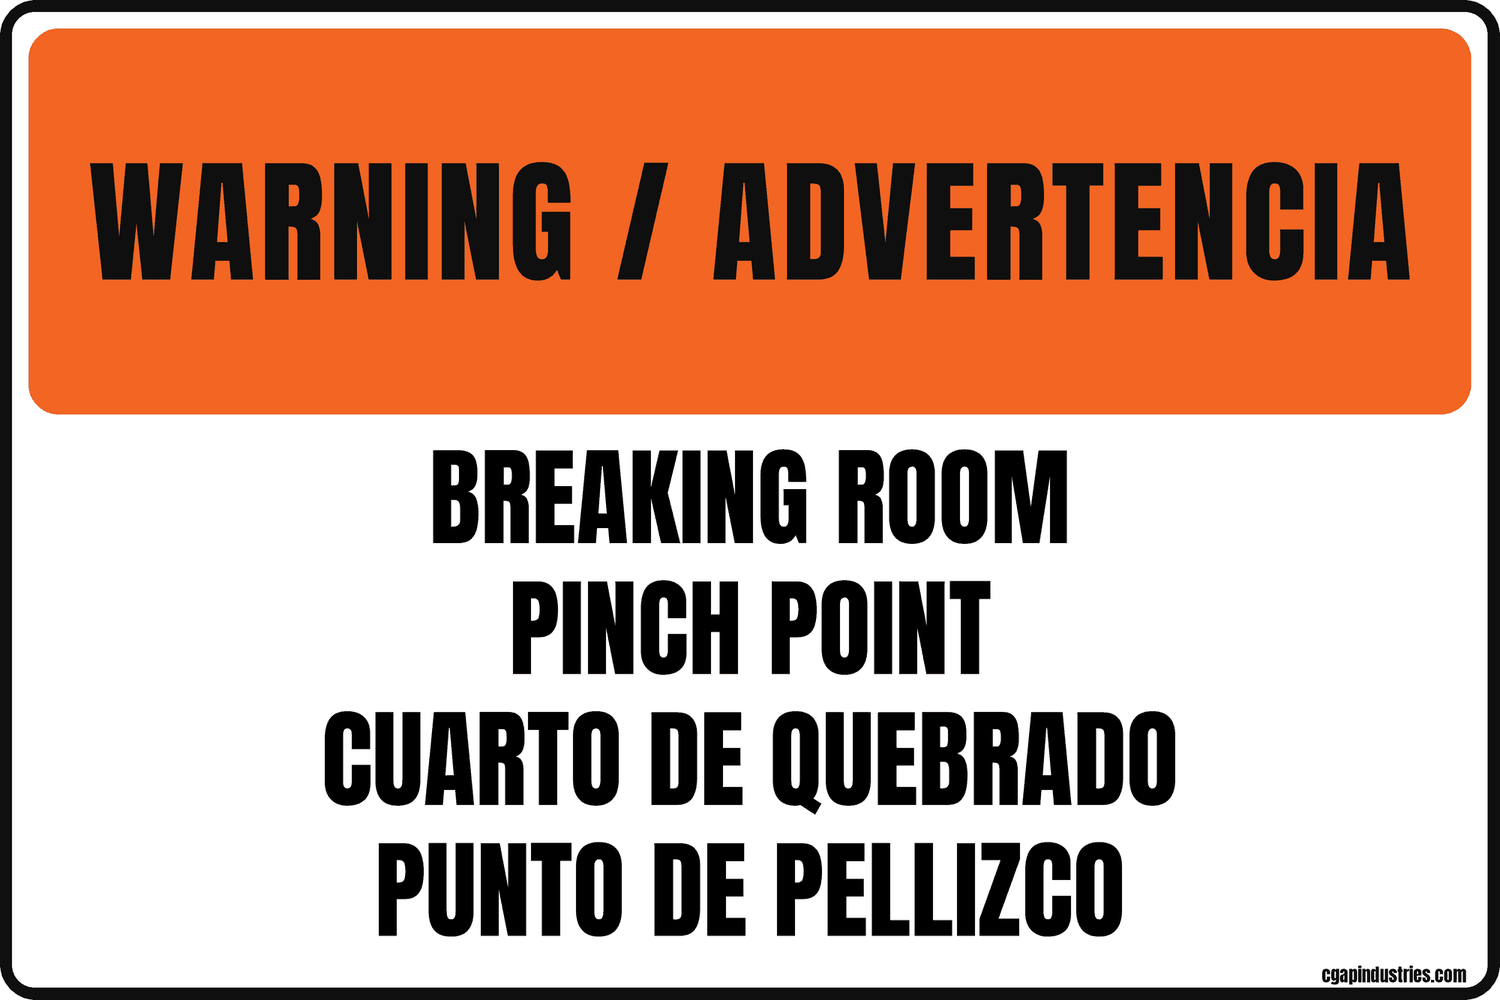 WARNING / ADVERTENCIA
BREAKING ROOM
PINCH POINT
CUARTO DE QUEBRADO
PUNTO DE PELLIZCO
cgapindustries.com